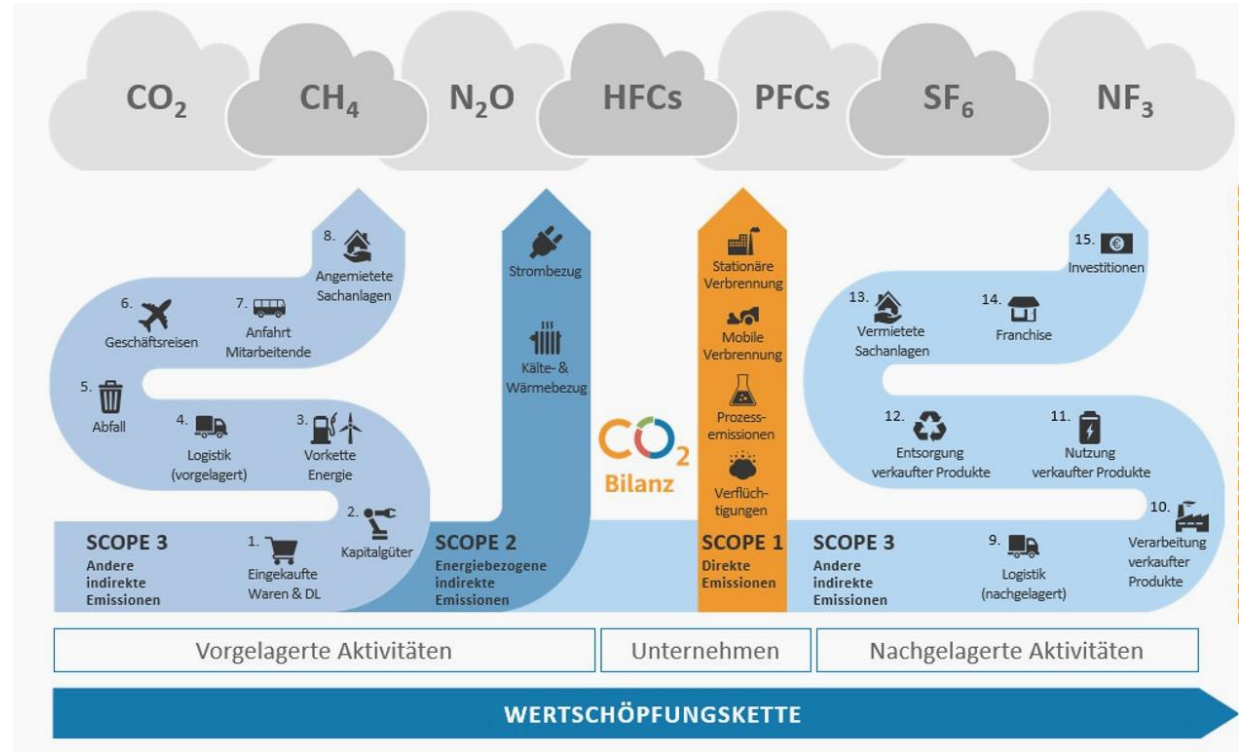 CO₂
CH₄
N₂O
HFCs
PFCs
SF₆
NF₃
8.
Angemietete
Sachanlagen
6.
Geschäftsreisen
7.
Anfahrt
Mitarbeitende
5.
Abfall
4.
Logistik
(vorgelagert)
3.
Vorkette
Energie
2.
Kapitalgüter
1.
Eingekaufte
Waren & DL
SCOPE 3
Andere
indirekte
Emissionen
Strombezug
Kälte- &
Wärmebezug
SCOPE 2
Energiebezogene
indirekte
Emissionen
CO₂
Bilanz
Stationäre
Verbrennung
Mobile
Verbrennung
Prozess-
emissionen
Verflüch-
tigungen
SCOPE 1
Direkte
Emissionen
15.
Investitionen
13.
Vermietete
Sachanlagen
14.
Franchise
12.
Entsorgung
verkaufter Produkte
11.
Nutzung
verkaufter Produkte
10.
Verarbeitung
verkaufter
Produkte
9.
Logistik
(nachgelagert)
SCOPE 3
Andere
indirekte
Emissionen
Vorgelagerte Aktivitäten
Unternehmen
Nachgelagerte Aktivitäten
WERTSCHÖPFUNGSKETTE